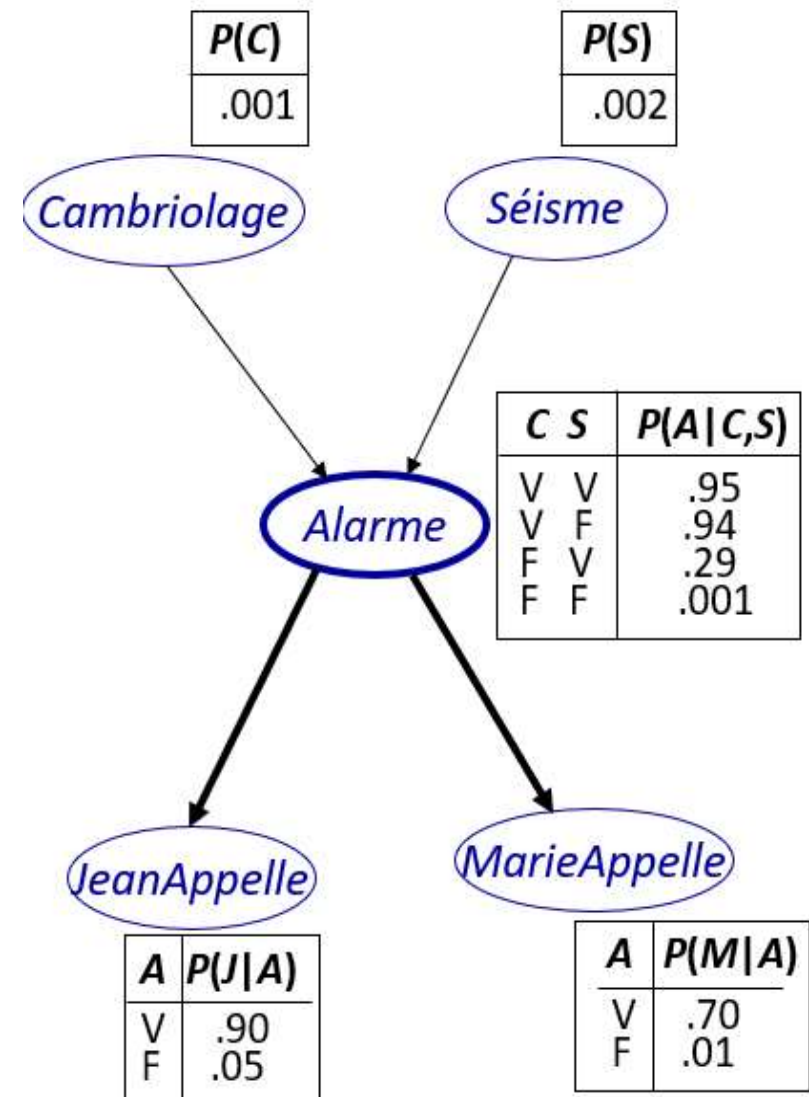 P(C)
.001
P(S)
.002
Cambriolage
Séisme
C S P(A|C,S)
V V .95
V F .94
F V .29
F F .001
Alarme
JeanAppelle
MarieAppelle
A P(J|A)
V .90
F .05
A P(M|A)
V .70
F .01